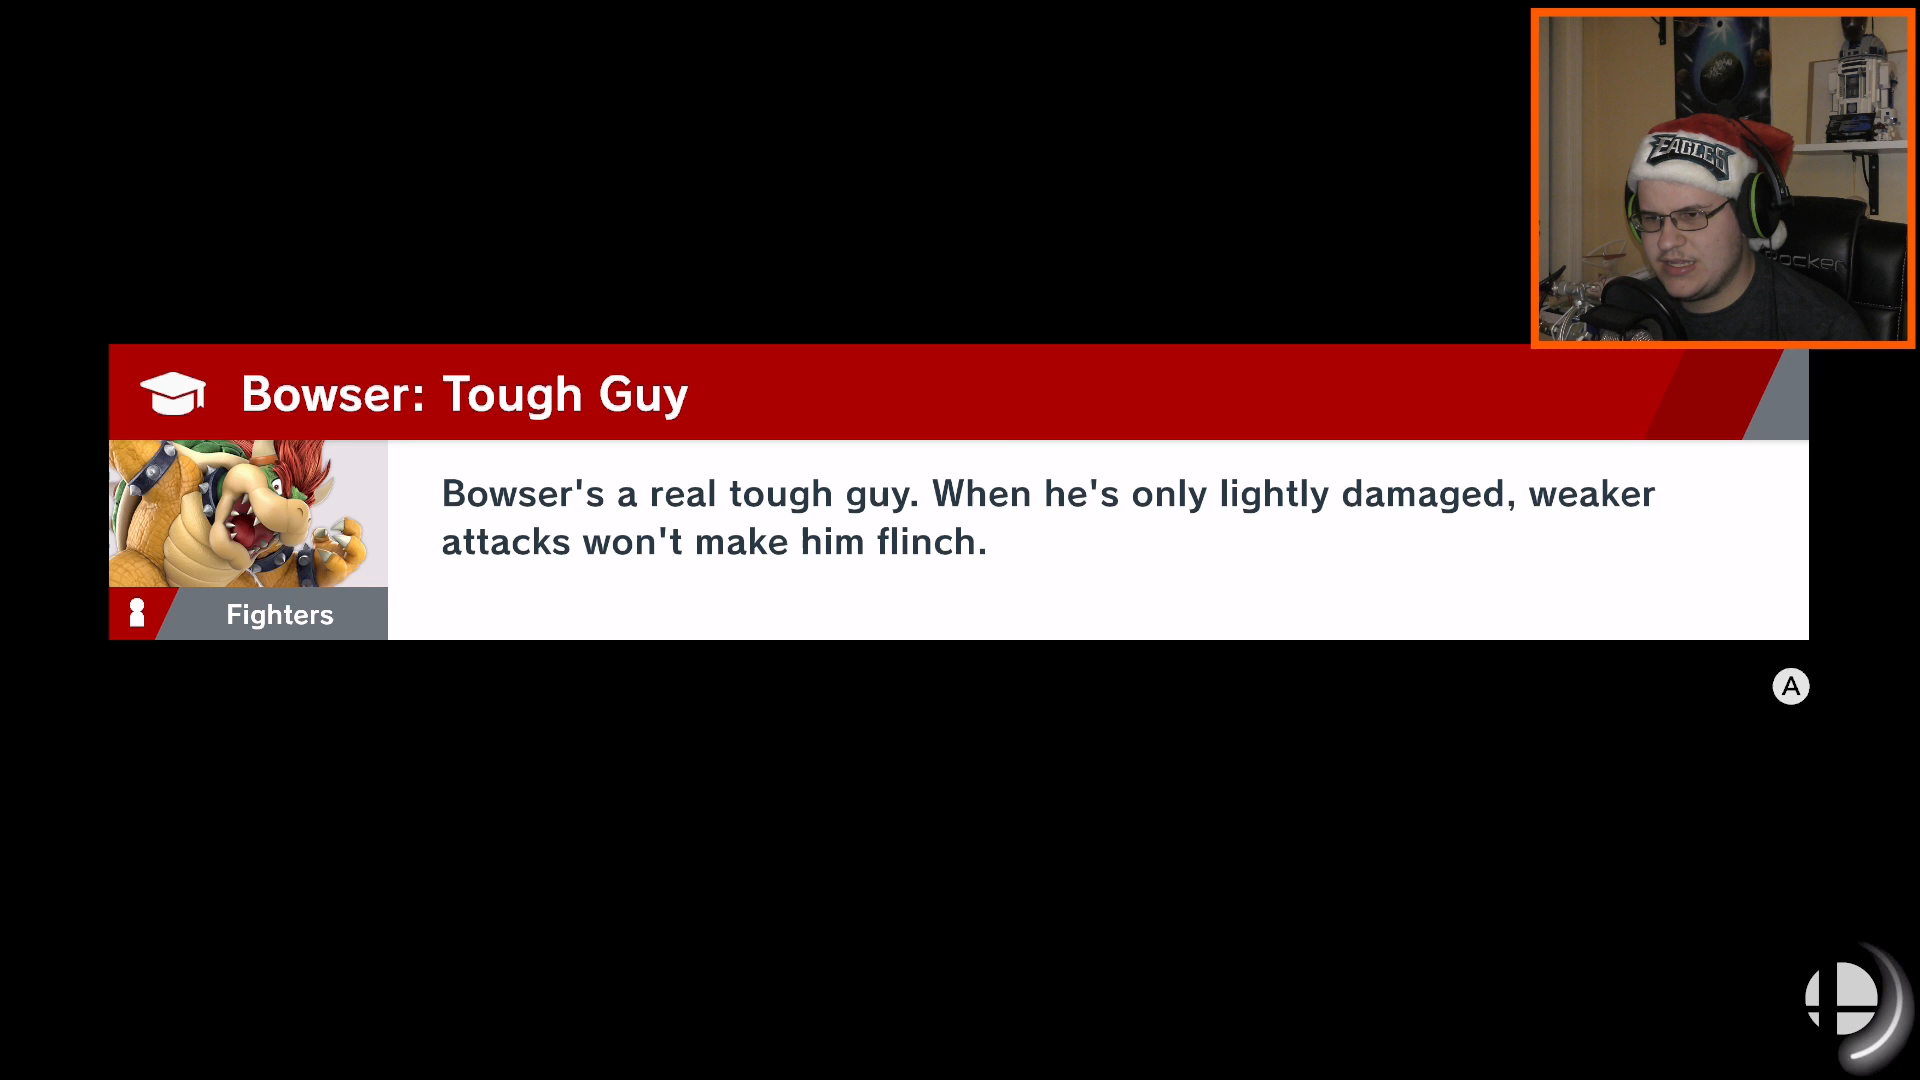 EAGLES
Rocker
Bowser: Tough Guy
Bowser's a real tough guy. When he's only lightly damaged, weaker
attacks won't make him flinch.
Fighters
A